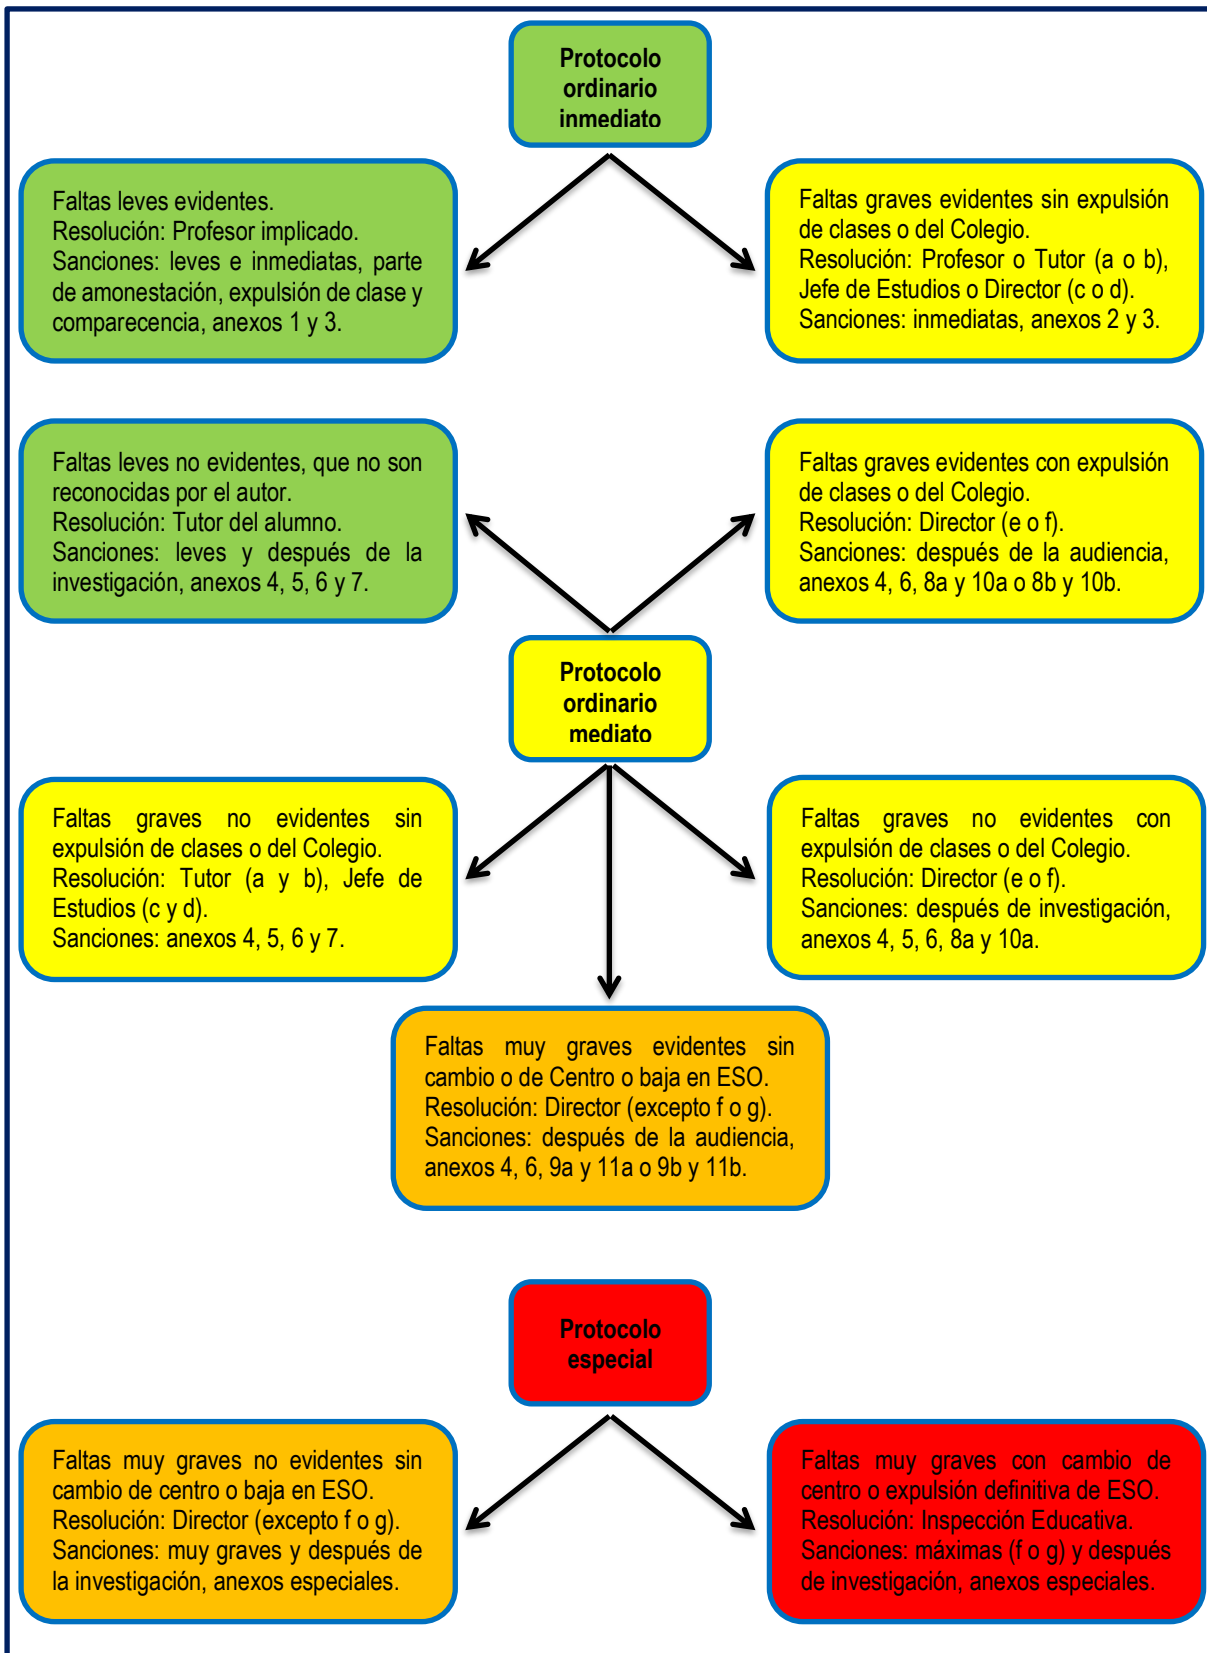 Protocolo
ordinario
inmediato
Faltas leves evidentes.
Resolución: Profesor implicado.
Sanciones: leves e inmediatas, parte
de amonestación, expulsión de clase y
comparecencia, anexos 1 y 3.
Faltas graves evidentes sin expulsión
de clases o del Colegio.
Resolución: Profesor o Tutor (a o b),
Jefe de Estudios o Director (c o d).
Sanciones: inmediatas, anexos 2 y 3.
Faltas leves no evidentes, que no son
reconocidas por el autor.
Resolución: Tutor del alumno.
Sanciones: leves y después de la
investigación, anexos 4, 5, 6 y 7.
Faltas graves evidentes con expulsión
de clases o del Colegio.
Resolución: Director (e o f).
Sanciones: después de la audiencia,
anexos 4, 6, 8a y 10a o 8b y 10b.
Protocolo
ordinario
mediato
Faltas graves no evidentes sin
expulsión de clases o del Colegio.
Resolución: Tutor (a y b), Jefe de
Estudios (c y d).
Sanciones: anexos 4, 5, 6 y 7.
Faltas graves no evidentes con
expulsión de clases o del Colegio.
Resolución: Director (e o f).
Sanciones: después de investigación,
anexos 4, 5, 6, 8a y 10a.
Faltas muy graves evidentes sin
cambio o de Centro o baja en ESO.
Resolución: Director (excepto f o g).
Sanciones: después de la audiencia,
anexos 4, 6, 9a y 11a o 9b y 11b.
Protocolo
especial
Faltas muy graves no evidentes sin
cambio de centro o baja en ESO.
Resolución: Director (excepto f o g).
Sanciones: muy graves y después de
la investigación, anexos especiales.
Faltas muy graves con cambio de
centro o expulsión definitiva de ESO.
Resolución: Inspección Educativa.
Sanciones: máximas (f o g) y después
de investigación, anexos especiales.